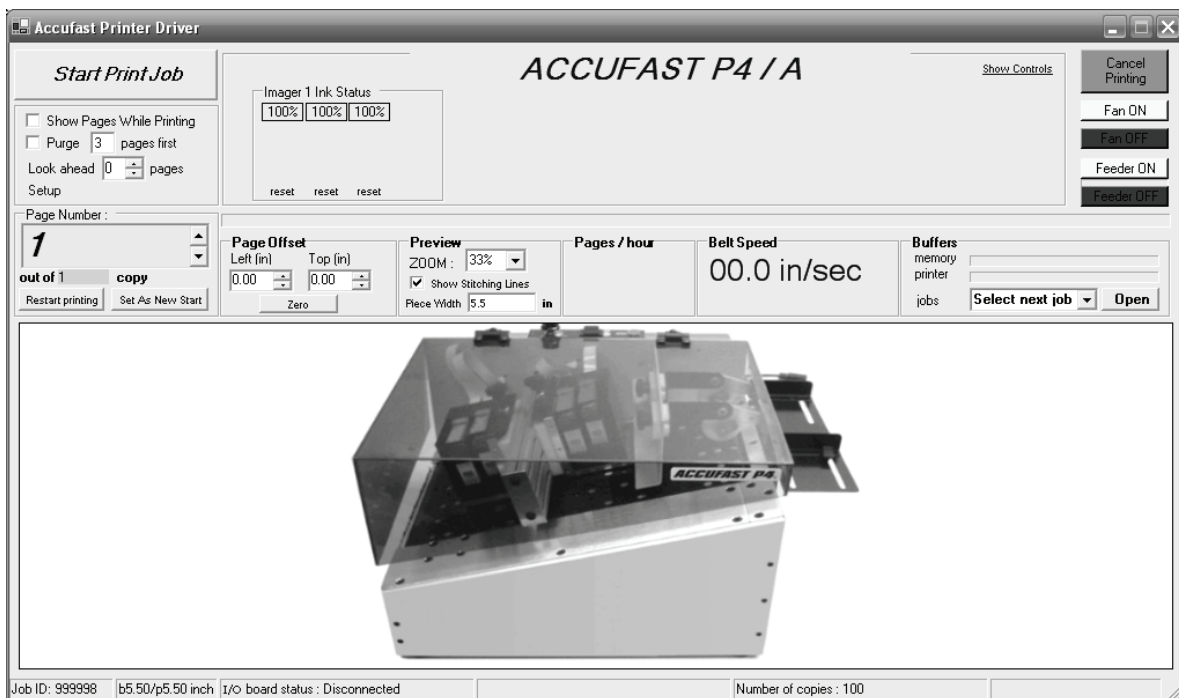 Accufast Printer Driver
Start Print Job
Show Pages While Printing
Purge 3 pages first
Look ahead 0 pages
Setup
ACCUFAST P4 / A
Show Controls
Imager 1 Ink Status
100% 100% 100%
reset reset reset
Cancel
Printing
Fan ON
Fan OFF
Feeder ON
Feeder OFF
Page Number :
1
out of 1 copy
Restart printing Set As New Start
Page Offset
Left (in) Top (in)
0.00 0.00
Zero
Preview
ZOOM : 33%
Show Stitching Lines
Piece Width 5.5 in
Pages / hour
Belt Speed
00.0 in/sec
Buffers
memory
printer
jobs Select next job Open
ACCUFAST P4
Job ID: 999998 b5.50/p5.50 inch I/O board status : Disconnected Number of copies : 100